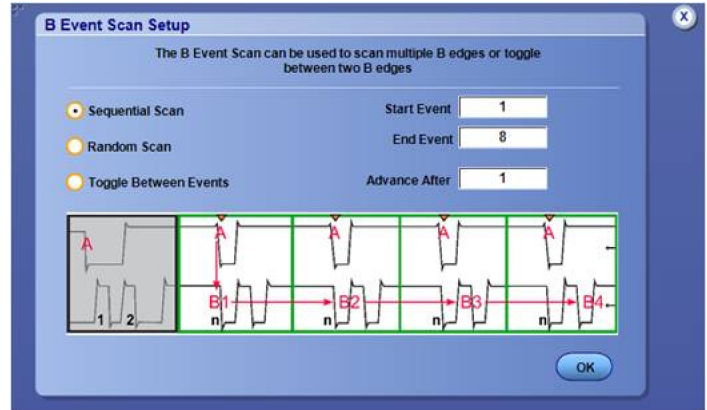 B Event Scan Setup
X
The B Event Scan can be used to scan multiple B edges or toggle
between two B edges
Sequential Scan
Start Event 1
Random Scan
End Event 8
Toggle Between Events
Advance After 1
A A A A A
B1 B2 B3 B4
1 2 n n n n
OK